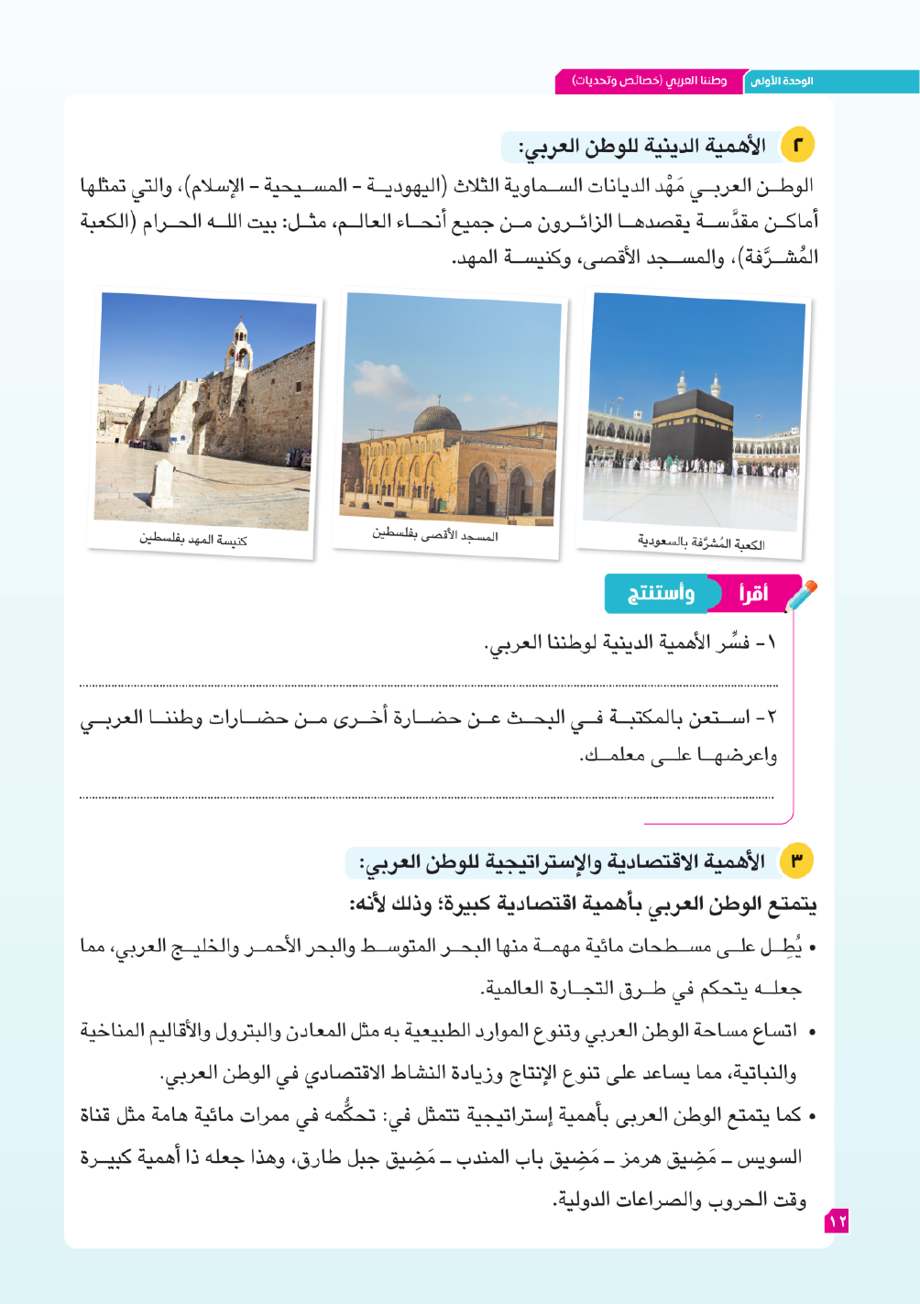 الوحدة الأولى
وطننا العربي (خصائص وتحديات)
٢ الأهمية الدينية للوطن العربي:
الوطن العربي مَهْد الديانات السماوية الثلاث (اليهودية - المسيحية - الإسلام)، والتي تمثلها
أماكن مقدَّسة يقصدها الزائرون من جميع أنحاء العالم، مثل: بيت الله الحرام (الكعبة
المُشرَّفة)، والمسجد الأقصى، وكنيسة المهد.
الكعبة المُشرَّفة بالسعودية
المسجد الأقصى بفلسطين
كنيسة المهد بفلسطين
أقرأ وأستنتج
١- فسِّر الأهمية الدينية لوطننا العربي.
٢- استعن بالمكتبة في البحث عن حضارة أخرى من حضارات وطننا العربي
واعرضها على معلمك.
٣ الأهمية الاقتصادية والإستراتيجية للوطن العربي:
يتمتع الوطن العربي بأهمية اقتصادية كبيرة؛ وذلك لأنه:
• يُطِل على مسطحات مائية مهمة منها البحر المتوسط والبحر الأحمر والخليج العربي، مما
جعله يتحكم في طرق التجارة العالمية.
• اتساع مساحة الوطن العربي وتنوع الموارد الطبيعية به مثل المعادن والبترول والأقاليم المناخية
والنباتية، مما يساعد على تنوع الإنتاج وزيادة النشاط الاقتصادي في الوطن العربي.
• كما يتمتع الوطن العربي بأهمية إستراتيجية تتمثل في: تحكُّمه في ممرات مائية هامة مثل قناة
السويس – مَضِيق هرمز – مَضِيق باب المندب – مَضِيق جبل طارق، وهذا جعله ذا أهمية كبيرة
وقت الحروب والصراعات الدولية.
١٢